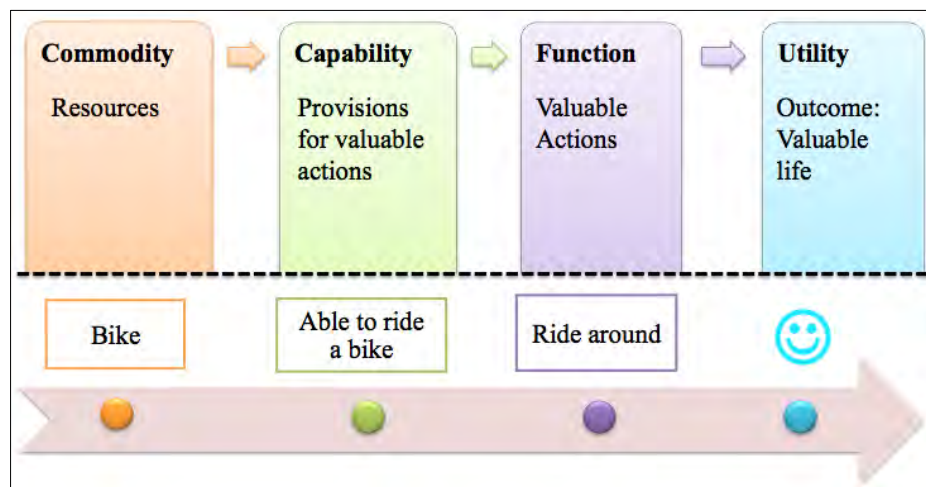 Commodity
Resources
Capability
Provisions
for valuable
actions
Function
Valuable
Actions
Utility
Outcome:
Valuable
life
Bike
Able to ride
a bike
Ride around